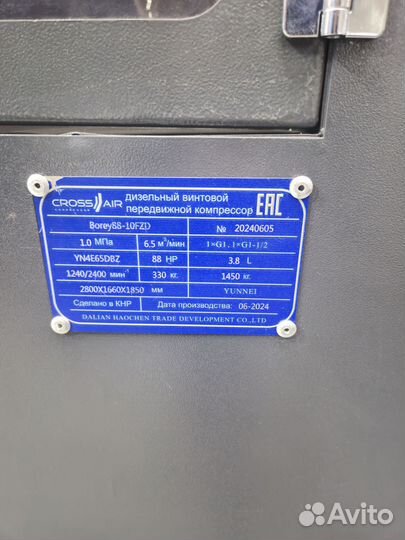 CROSS AIR
COMPRESSOR
дизельный винтовой
передвижной компрессор
EAC
Borey88-10FZD
№ 20240605
1.0 МПа 6.5 м³/мин 1×G1, 1×G1-1/2
YN4E65DBZ 88 HP 3.8 L
1240/2400 мин⁻¹ 330 кг. 1450 кг.
2800X1660X1850 мм YUNNEI
Сделано в КНР Дата производства: 06-2024
DALIAN HAOCHEN TRADE DEVELOPMENT CO.,LTD
Avito